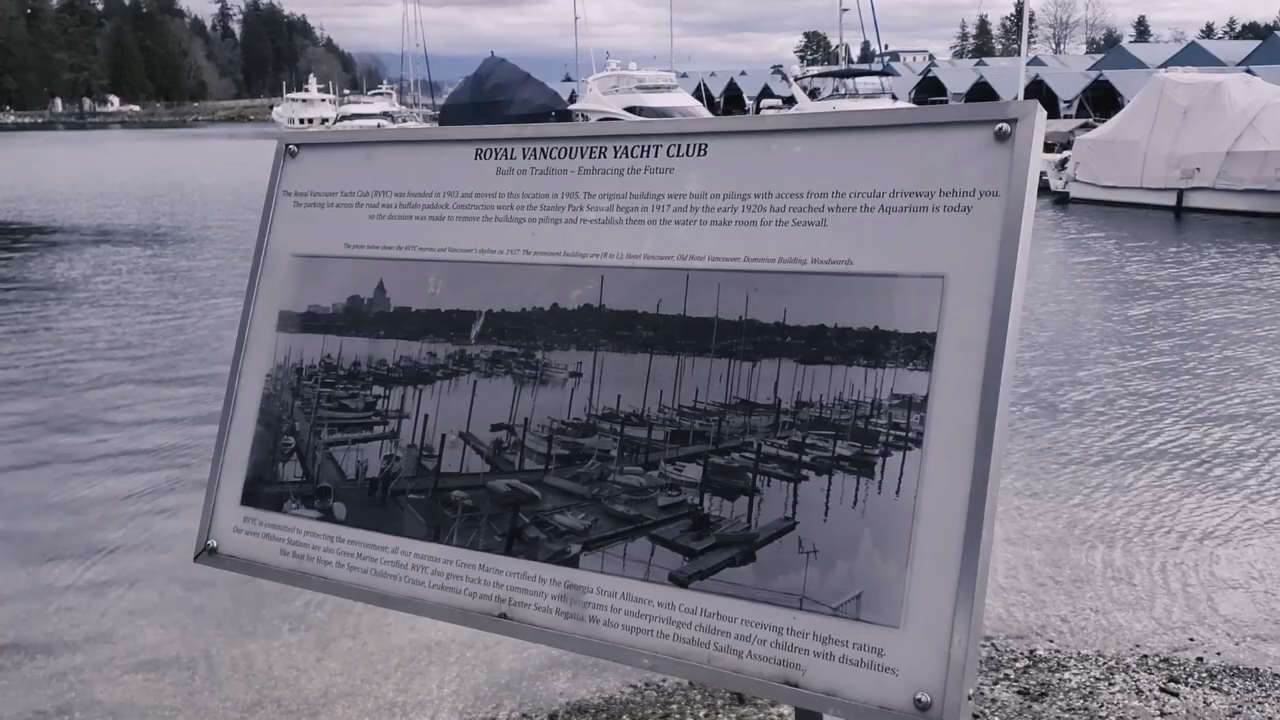 ROYAL VANCOUVER YACHT CLUB
Built on Tradition – Embracing the Future
The Royal Vancouver Yacht Club (RVYC) was founded in 1903 and moved to this location in 1905. The original buildings were built on pilings with access from the circular driveway behind you.
The parking lot across the road was a buffalo paddock. Construction work on the Stanley Park Seawall began in 1917 and by the early 1920s had reached where the Aquarium is today
so the decision was made to remove the buildings on pilings and re-establish them on the water to make room for the Seawall.
The photo below shows the RVYC marina and Vancouver's skyline ca. 1937. The prominent buildings are (R to L): Hotel Vancouver, Old Hotel Vancouver, Dominion Building, Woodwards.
RVYC is committed to protecting the environment; all our marinas are Green Marine certified by the Georgia Strait Alliance, with Coal Harbour receiving their highest rating.
Our seven Offshore Stations are also Green Marine Certified. RVYC also gives back to the community with programs for underprivileged children and/or children with disabilities;
like Boat for Hope, the Special Children's Cruise, Leukemia Cup and the Easter Seals Regatta. We also support the Disabled Sailing Association.